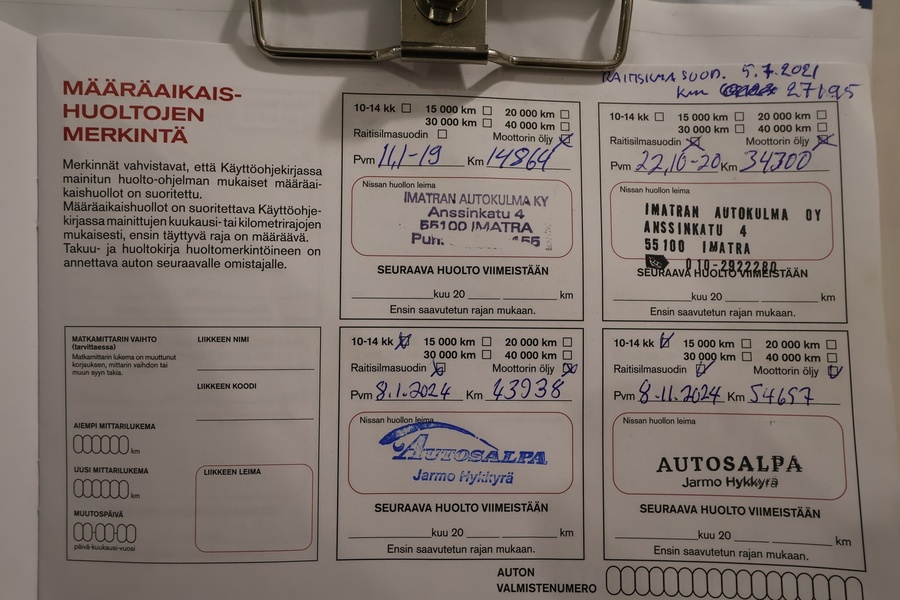 MÄÄRÄAIKAIS-
HUOLTOJEN
MERKINTÄ
Merkinnät vahvistavat, että Käyttöohjekirjassa
mainitun huolto-ohjelman mukaiset määräai-
kaishuollot on suoritettu.
Määräaikaishuollot on suoritettava Käyttöohje-
kirjassa mainittujen kuukausi- tai kilometrirajojen
mukaisesti, ensin täyttyvä raja on määräävä.
Takuu- ja huoltokirja huoltomerkintöineen on
annettava auton seuraavalle omistajalle.
MATKAMITTARIN VAIHTO
(tarvittaessa)
Matkamittarin lukema on muuttunut
korjauksen, mittarin vaihdon tai
muun syyn takia.
AIEMPI MITTARILUKEMA
km
UUSI MITTARILUKEMA
km
MUUTOSPÄIVÄ
päivä-kuukausi-vuosi
LIIKKEEN NIMI
LIIKKEEN KOODI
LIIKKEEN LEIMA
10-14 kk 15 000 km 20 000 km
30 000 km 40 000 km
Raitisilmasuodin Moottorin öljy
Pvm 11,1-19 Km 14864
Nissan huollon leima
IMATRAN AUTOKULMA KY
Anssinkatu 4
55100 IMATRA
Puh. 455
SEURAAVA HUOLTO VIIMEISTÄÄN
kuu 20 km
Ensin saavutetun rajan mukaan.
RAITISILMASUOD. 5.7.2021
km 27195
10-14 kk 15 000 km 20 000 km
30 000 km 40 000 km
Raitisilmasuodin Moottorin öljy
Pvm 22,10-20 Km 34300
Nissan huollon leima
IMATRAN AUTOKULMA OY
ANSSINKATU 4
55100 IMATRA
010-2922280
SEURAAVA HUOLTO VIIMEISTÄÄN
kuu 20 km
Ensin saavutetun rajan mukaan.
10-14 kk 15 000 km 20 000 km
30 000 km 40 000 km
Raitisilmasuodin Moottorin öljy
Pvm 8.1.2024 Km 43938
Nissan huollon leima
AUTOSALPA
Jarmo Hykkyrä
SEURAAVA HUOLTO VIIMEISTÄÄN
kuu 20 km
Ensin saavutetun rajan mukaan.
10-14 kk 15 000 km 20 000 km
30 000 km 40 000 km
Raitisilmasuodin Moottorin öljy
Pvm 8.11.2024 Km 54697
Nissan huollon leima
AUTOSALPA
Jarmo Hykkyrä
SEURAAVA HUOLTO VIIMEISTÄÄN
kuu 20 km
Ensin saavutetun rajan mukaan.
AUTON
VALMISTENUMERO